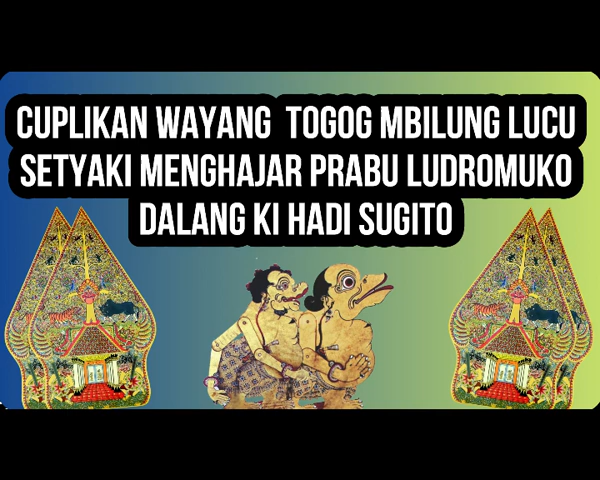 CUPLIKAN WAYANG TOGOG MBILUNG LUCU
SETYAKI MENGHAJAR PRABU LUDROMUKO
DALANG KI HADI SUGITO